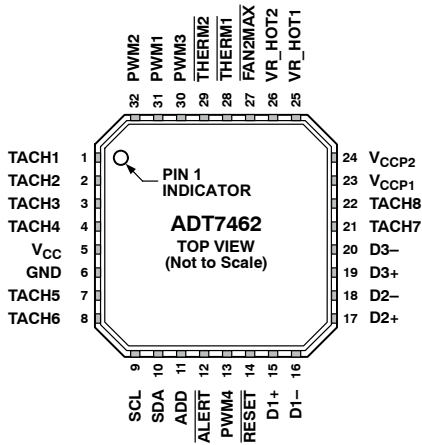 PWM2
PWM1
PWM3
THERM2
THERM1
FAN2MAX
VR_HOT2
VR_HOT1
32
31
30
29
28
27
26
25
TACH1 1
TACH2 2
TACH3 3
TACH4 4
VCC 5
GND 6
TACH5 7
TACH6 8
PIN 1
INDICATOR
ADT7462
TOP VIEW
(Not to Scale)
24 VCCP2
23 VCCP1
22 TACH8
21 TACH7
20 D3–
19 D3+
18 D2–
17 D2+
9
10
11
12
13
14
15
16
SCL
SDA
ADD
ALERT
PWM4
RESET
D1+
D1–